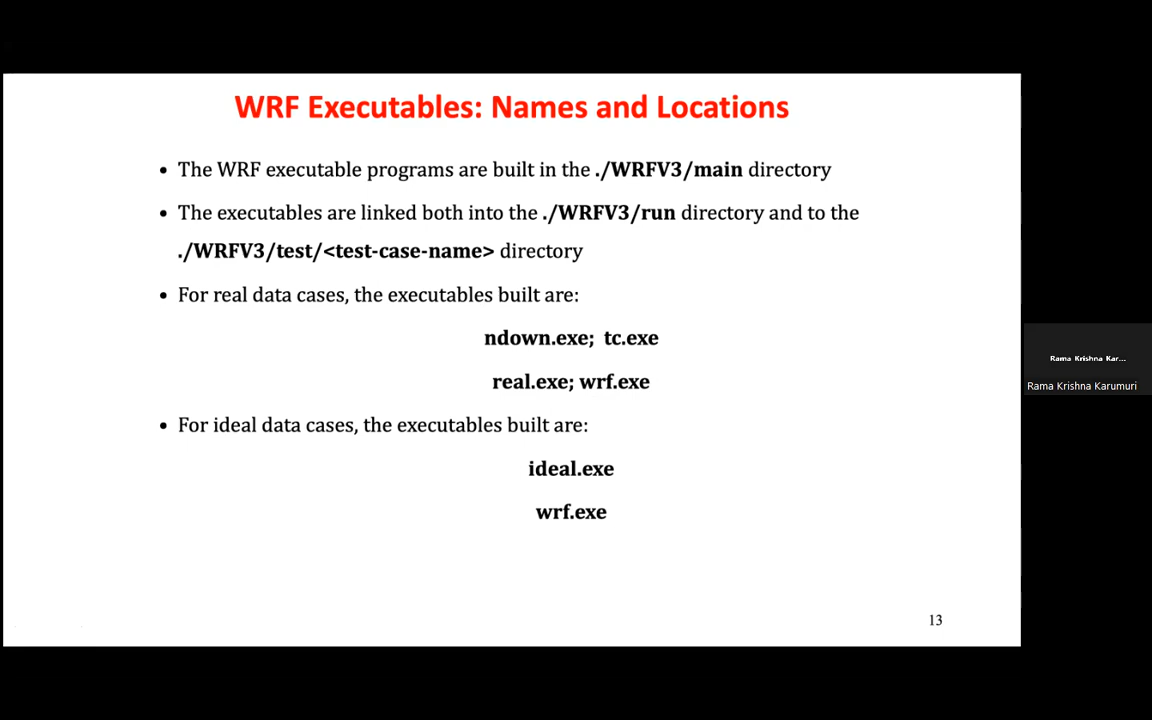 WRF Executables: Names and Locations
• The WRF executable programs are built in the ./WRFV3/main directory
• The executables are linked both into the ./WRFV3/run directory and to the
./WRFV3/test/<test-case-name> directory
• For real data cases, the executables built are:
ndown.exe; tc.exe
real.exe; wrf.exe
• For ideal data cases, the executables built are:
ideal.exe
wrf.exe
13
Rama Krishna Kar...
Rama Krishna Karumuri